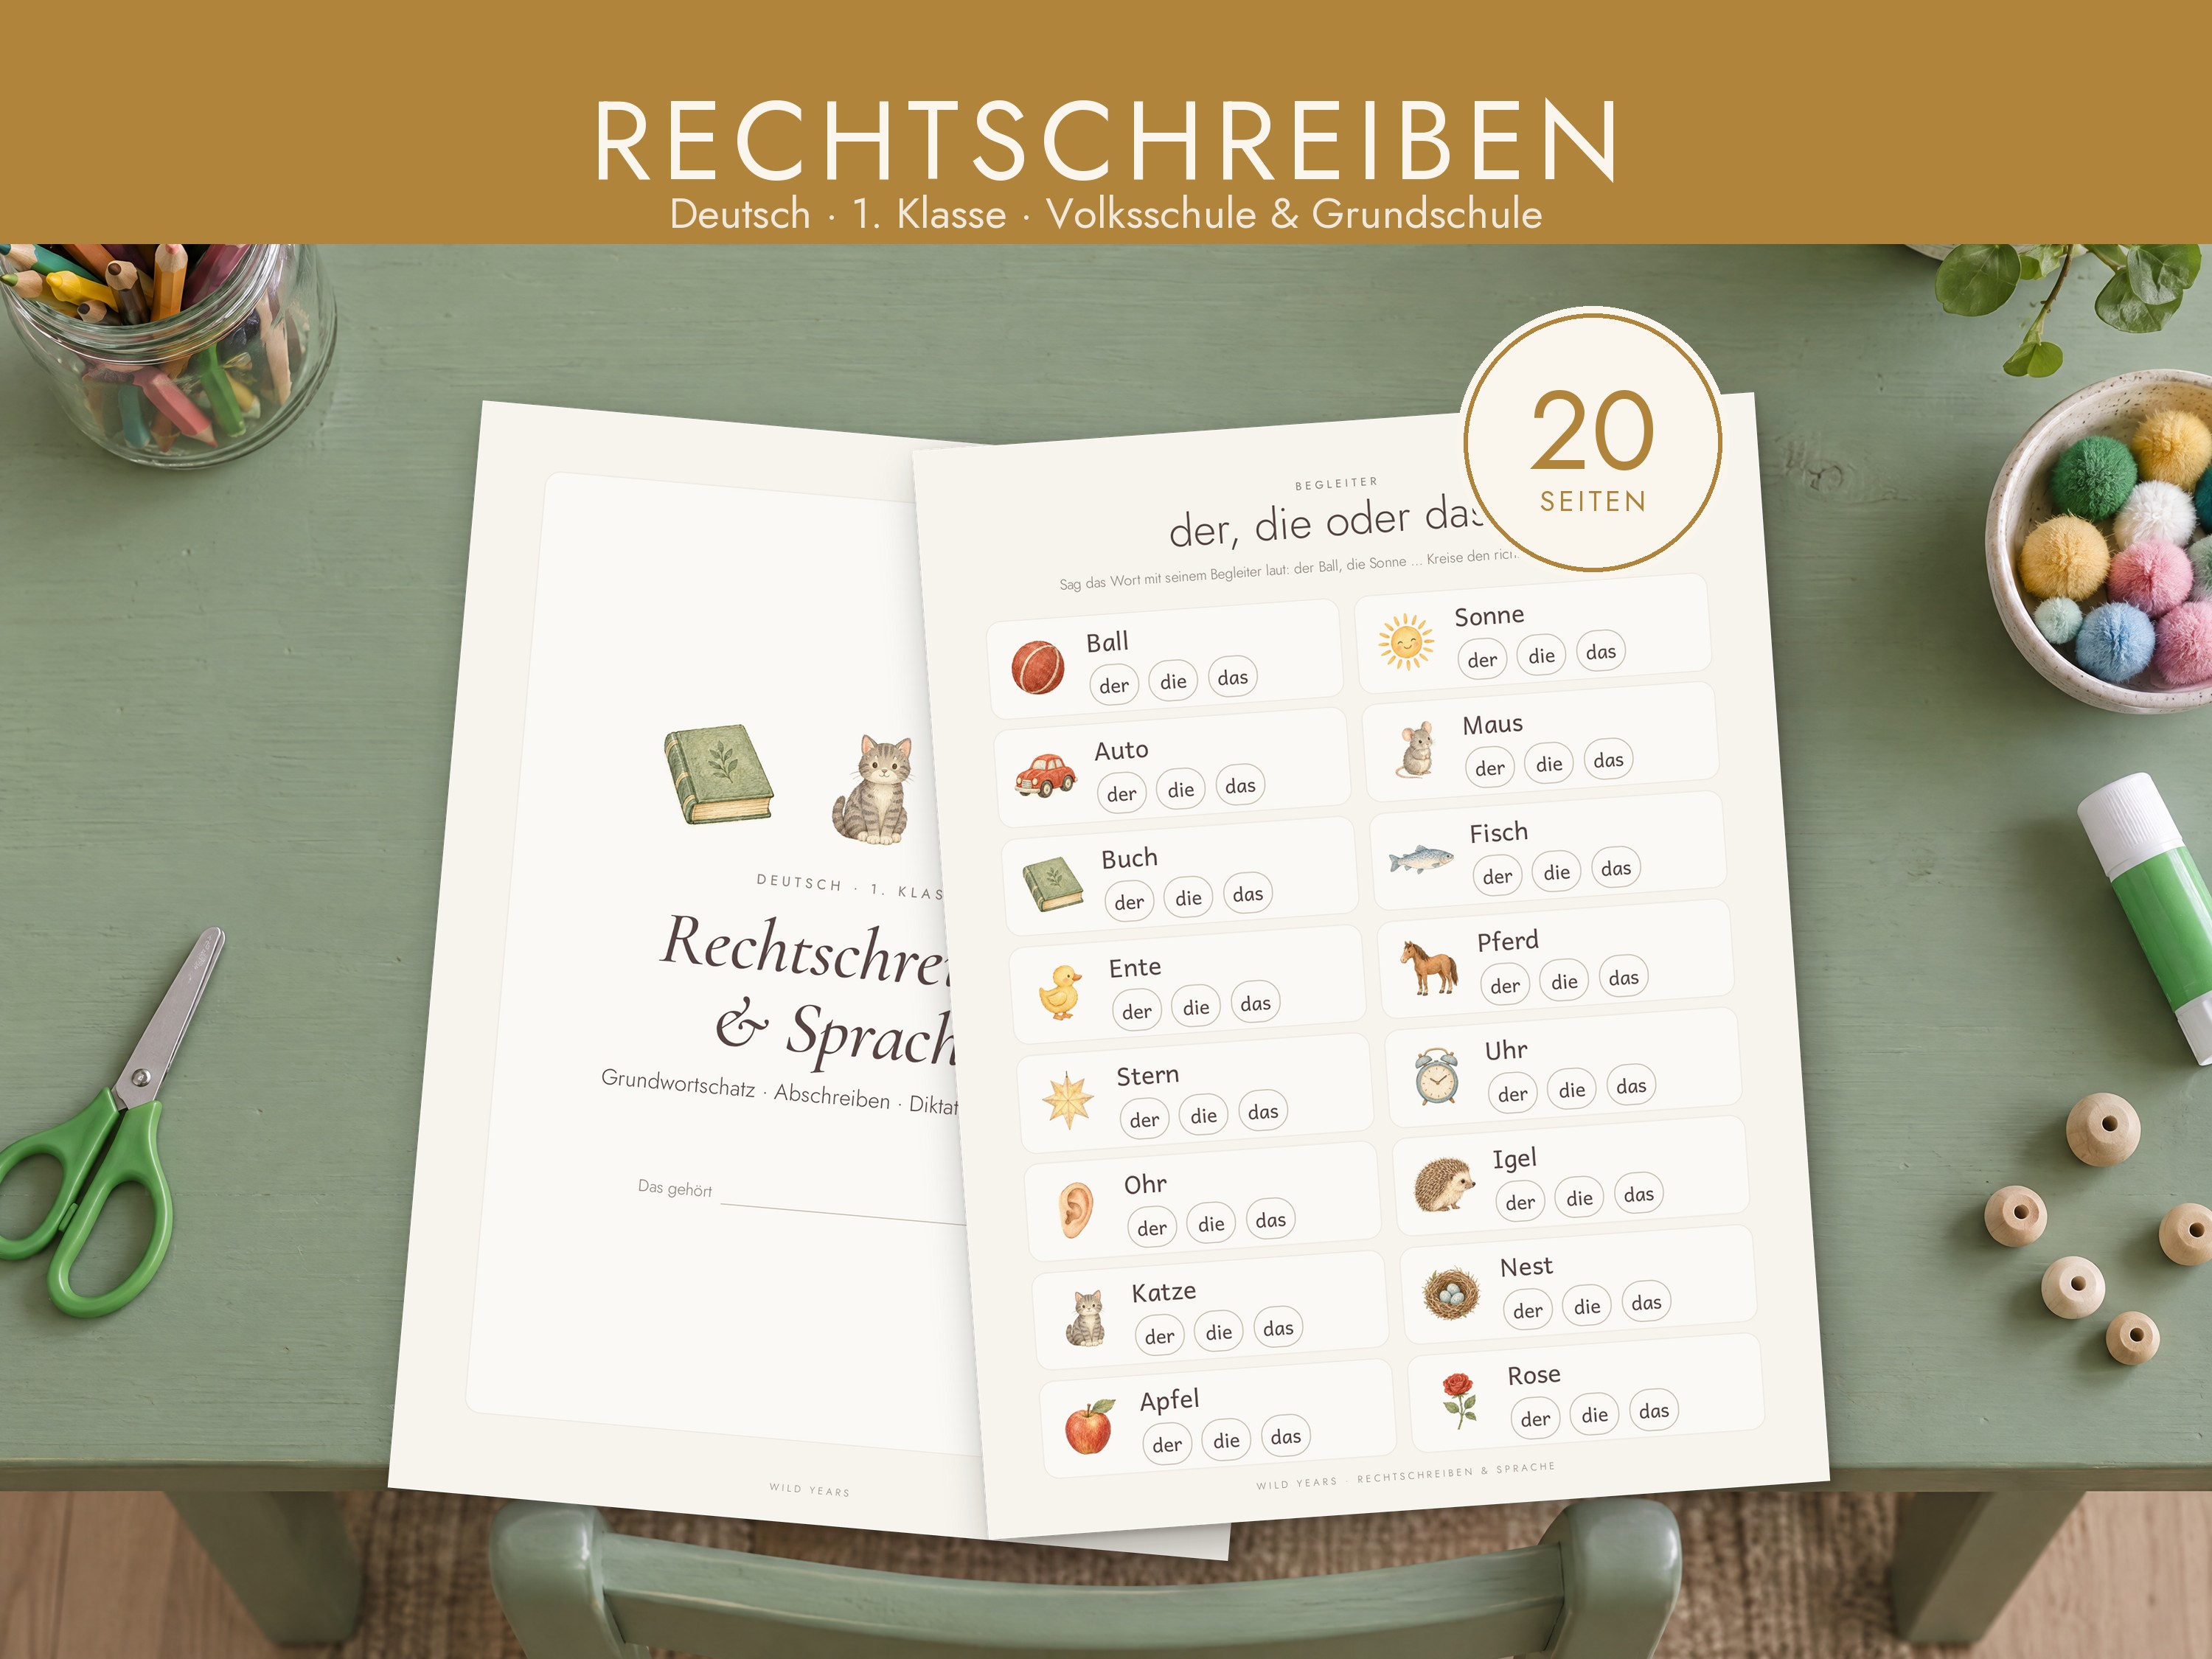 RECHTSCHREIBEN
Deutsch · 1. Klasse · Volksschule & Grundschule
20
SEITEN
DEUTSCH · 1. KLAS
Rechtschrei
& Sprach
Grundwortschatz · Abschreiben · Diktat
Das gehört
WILD YEARS
BEGLEITER
der, die oder das
Sag das Wort mit seinem Begleiter laut: der Ball, die Sonne ... Kreise den rich
Ball
der die das
Sonne
der die das
Auto
der die das
Maus
der die das
Buch
der die das
Fisch
der die das
Ente
der die das
Pferd
der die das
Stern
der die das
Uhr
der die das
Ohr
der die das
Igel
der die das
Katze
der die das
Nest
der die das
Apfel
der die das
Rose
der die das
WILD YEARS · RECHTSCHREIBEN & SPRACHE